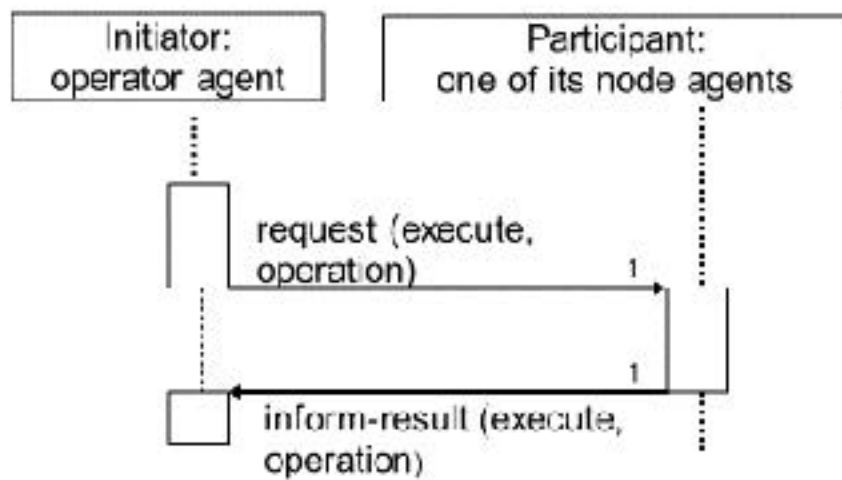 Initiator:
operator agent
Participant:
one of its node agents
request (execute,
operation)
1
1
inform-result (execute,
operation)